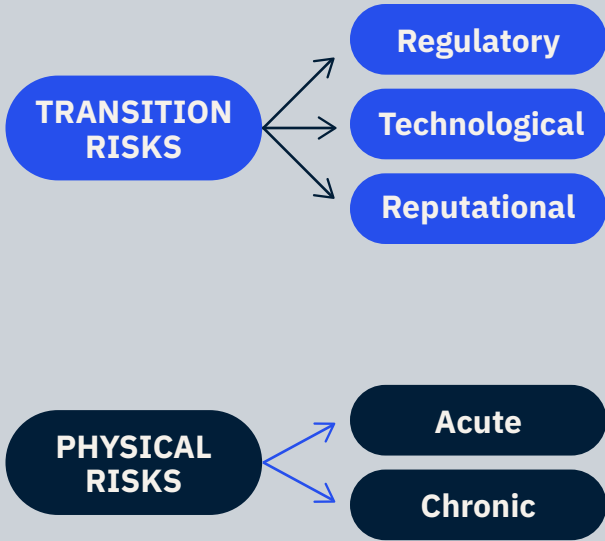 TRANSITION
RISKS
Regulatory
Technological
Reputational
PHYSICAL
RISKS
Acute
Chronic